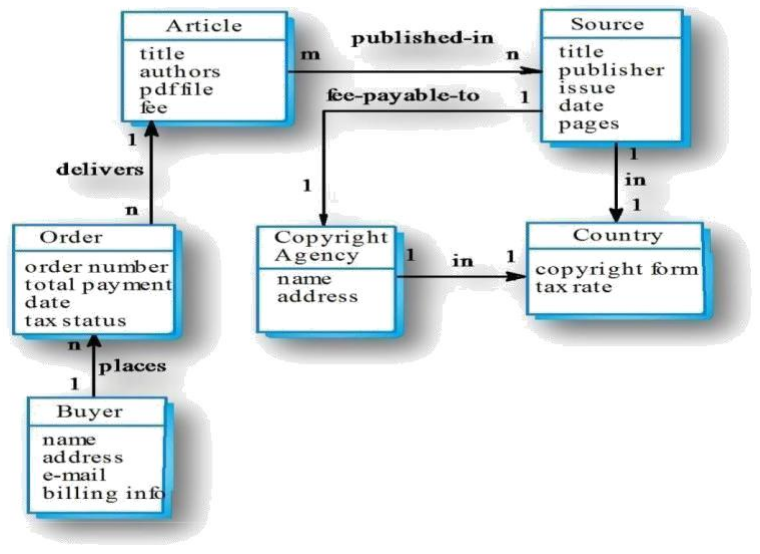 Article
title
authors
pdf file
fee
m
published-in
n
Source
title
publisher
issue
date
pages
fee-payable-to
1
1
1
delivers
n
1
in
1
Order
order number
total payment
date
tax status
Copyright
Agency
name
address
1
in
1
Country
copyright form
tax rate
n
places
1
Buyer
name
address
e-mail
billing info